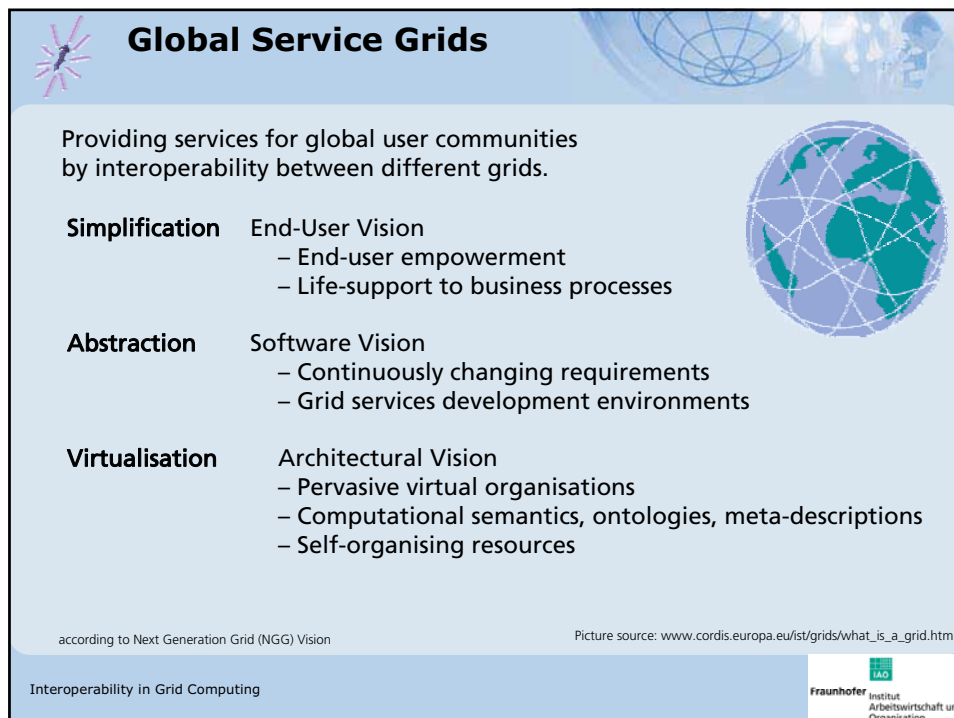 Global Service Grids
Providing services for global user communities
by interoperability between different grids.
Simplification End-User Vision
– End-user empowerment
– Life-support to business processes
Abstraction Software Vision
– Continuously changing requirements
– Grid services development environments
Virtualisation Architectural Vision
– Pervasive virtual organisations
– Computational semantics, ontologies, meta-descriptions
– Self-organising resources
according to Next Generation Grid (NGG) Vision
Picture source: www.cordis.europa.eu/ist/grids/what_is_a_grid.htm
Interoperability in Grid Computing
IAO
Fraunhofer Institut
Arbeitswirtschaft un
Organisation